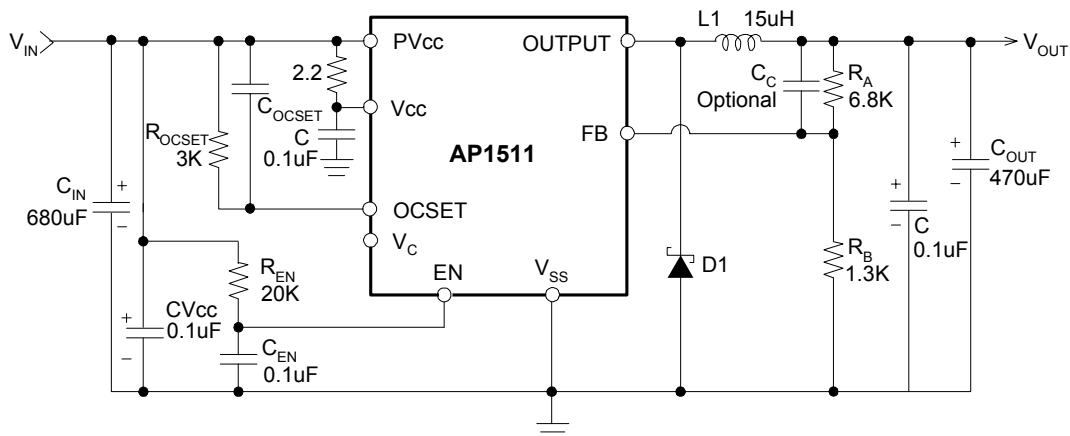 V_IN
PVcc
OUTPUT
L1 15uH
V_OUT
2.2
C_OCSET
Vcc
C_C
Optional
R_A
6.8K
R_OCSET
3K
C
0.1uF
FB
AP1511
C_OUT
470uF
+
−
C_IN
680uF
+
−
OCSET
V_C
+
−
C
0.1uF
R_EN
20K
EN
V_SS
D1
R_B
1.3K
CVcc
0.1uF
+
−
C_EN
0.1uF